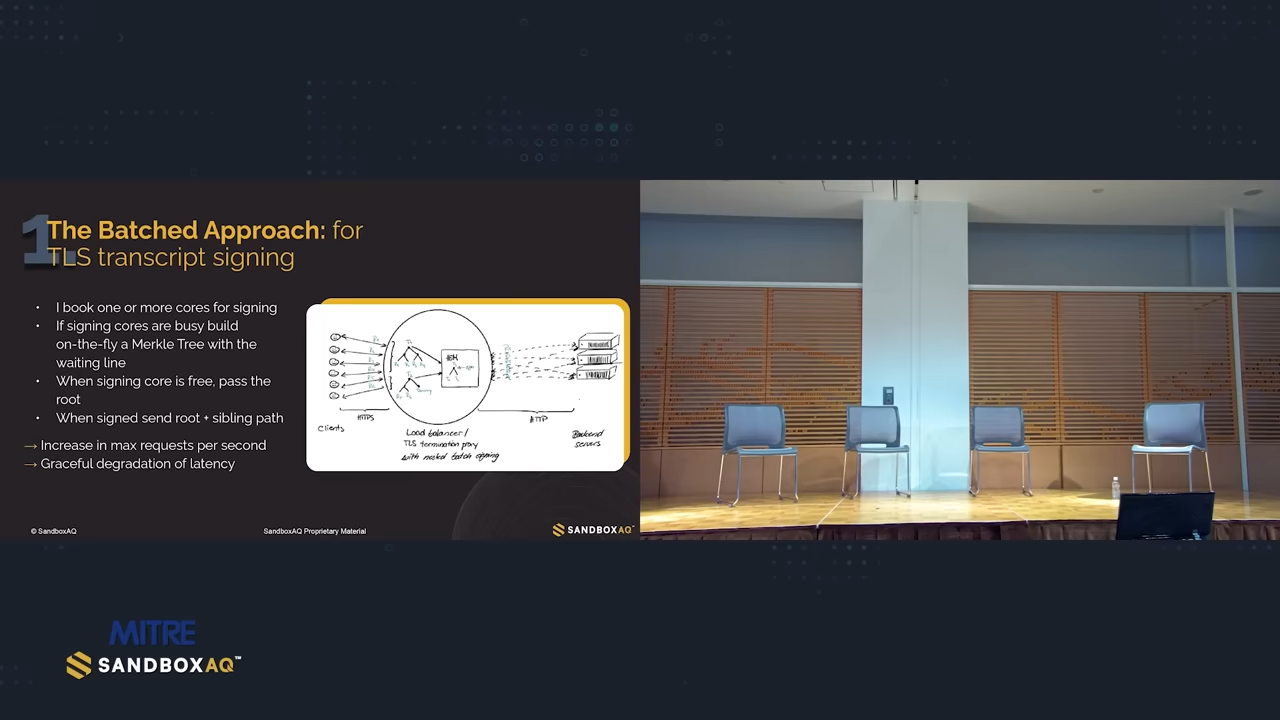 1.
The Batched Approach: for
TLS transcript signing
• I book one or more cores for signing
• If signing cores are busy build
on-the-fly a Merkle Tree with the
waiting line
• When signing core is free, pass the
root
• When signed send root + sibling path
→ Increase in max requests per second
→ Graceful degradation of latency
HSM
HTTPS
HTTP
Clients
Load balancer/
TLS termination proxy
with nested batch signing
Backend
servers
© SandboxAQ
SandboxAQ Proprietary Material
SANDBOXAQ
MITRE
SANDBOXAQ™